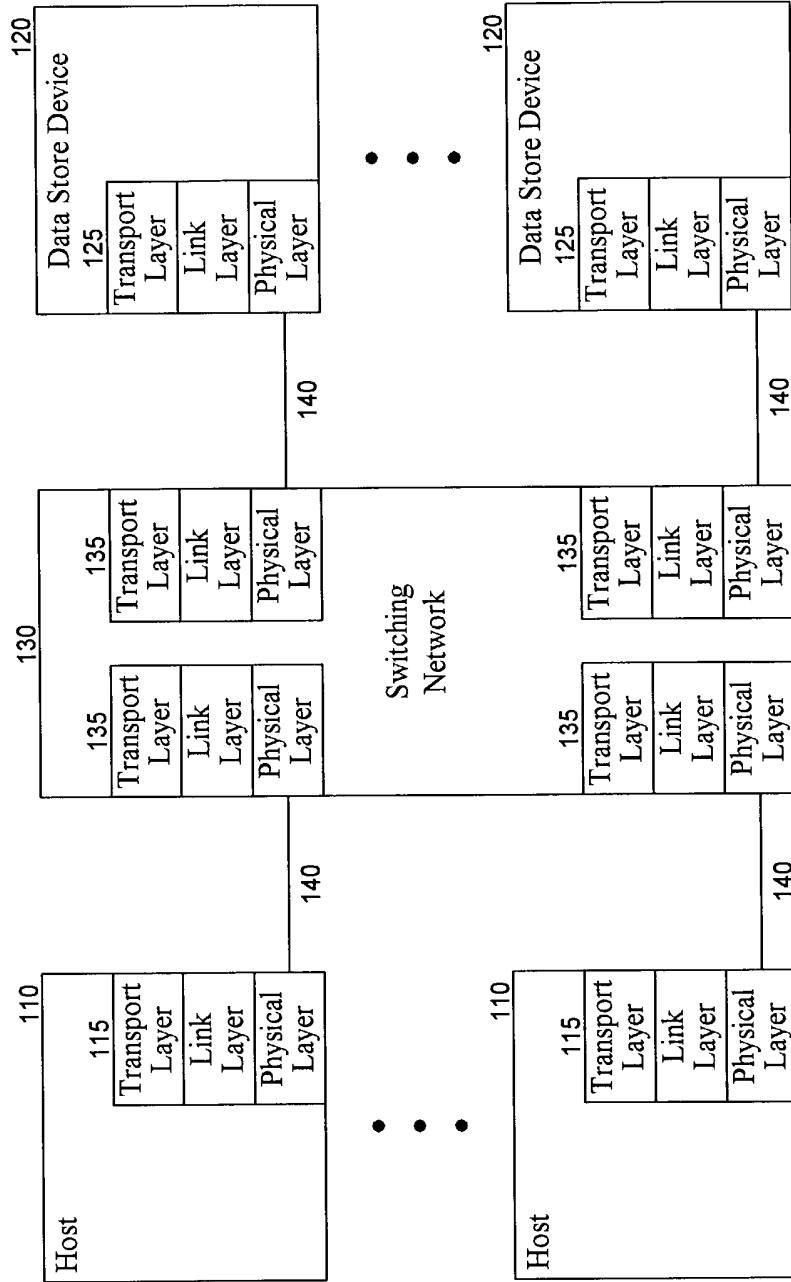 110
Host
115
Transport
Layer
Link
Layer
Physical
Layer
140
130
135
Transport
Layer
Link
Layer
Physical
Layer
135
Transport
Layer
Link
Layer
Physical
Layer
140
120
Data Store Device
125
Transport
Layer
Link
Layer
Physical
Layer
Switching
Network
110
Host
115
Transport
Layer
Link
Layer
Physical
Layer
140
135
Transport
Layer
Link
Layer
Physical
Layer
135
Transport
Layer
Link
Layer
Physical
Layer
140
120
Data Store Device
125
Transport
Layer
Link
Layer
Physical
Layer